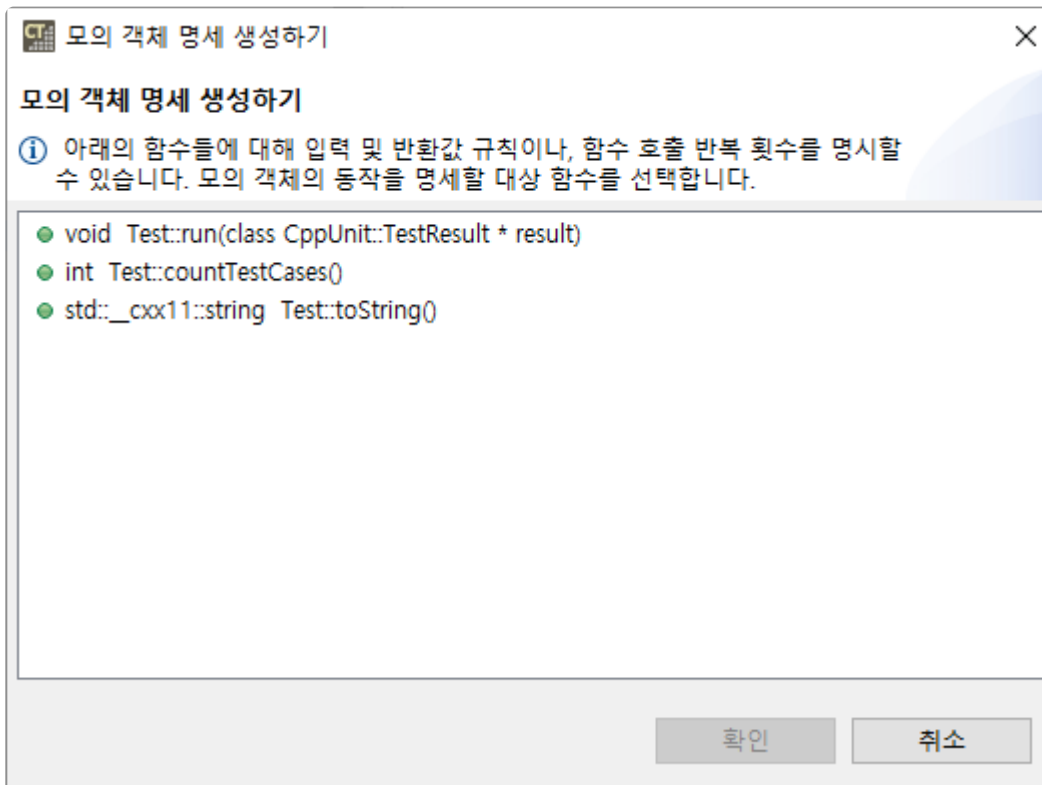 CT 모의 객체 명세 생성하기
모의 객체 명세 생성하기
아래의 함수들에 대해 입력 및 반환값 규칙이나, 함수 호출 반복 횟수를 명시할
수 있습니다. 모의 객체의 동작을 명세할 대상 함수를 선택합니다.
void Test::run(class CppUnit::TestResult * result)
int Test::countTestCases()
std::__cxx11::string Test::toString()
확인 취소